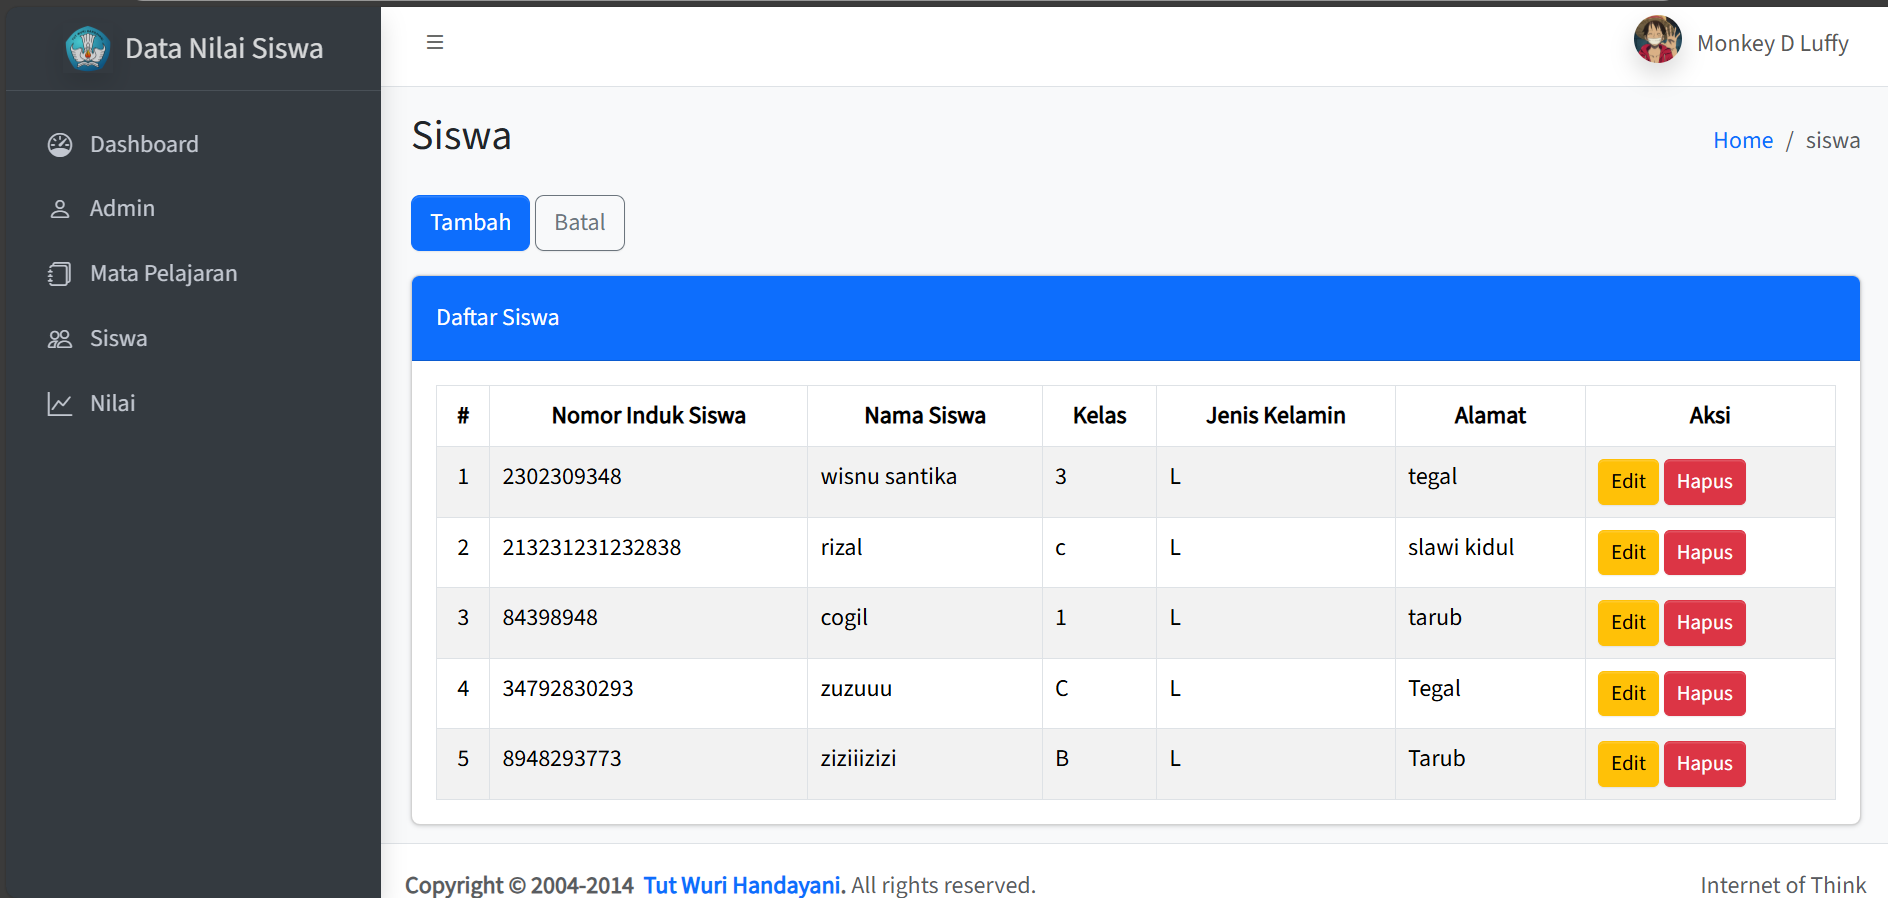 Data Nilai Siswa
Monkey D Luffy
Dashboard
Admin
Mata Pelajaran
Siswa
Nilai
Siswa
Home / siswa
Tambah Batal
Daftar Siswa
# Nomor Induk Siswa Nama Siswa Kelas Jenis Kelamin Alamat Aksi
1 2302309348 wisnu santika 3 L tegal Edit Hapus
2 213231231232838 rizal c L slawi kidul Edit Hapus
3 84398948 cogil 1 L tarub Edit Hapus
4 34792830293 zuzuuu C L Tegal Edit Hapus
5 8948293773 ziziiizizi B L Tarub Edit Hapus
Copyright © 2004-2014 Tut Wuri Handayani. All rights reserved.
Internet of Think